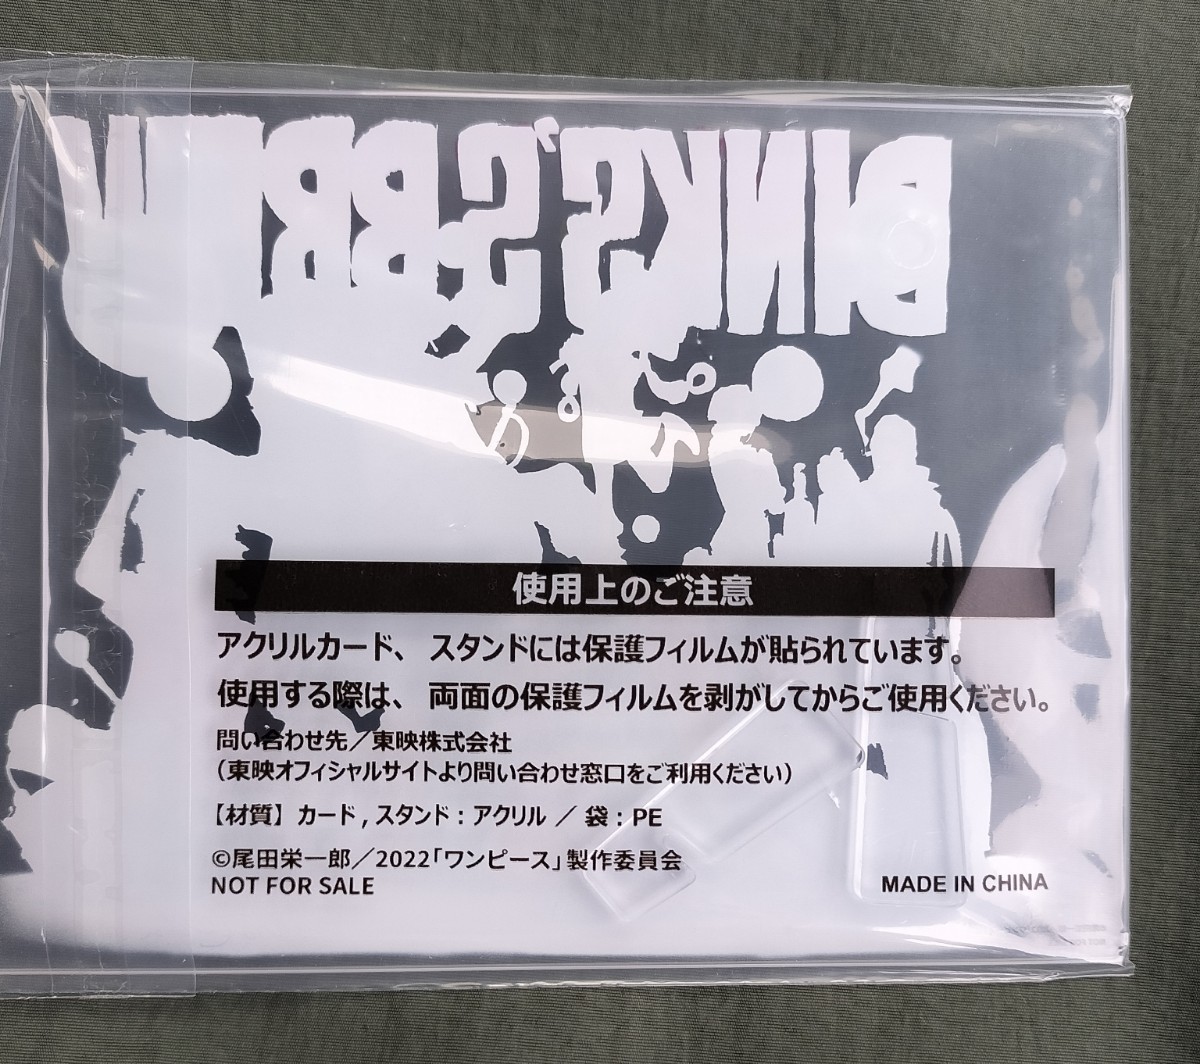 BINKS'S BR
使用上のご注意
アクリルカード、スタンドには保護フィルムが貼られています。
使用する際は、両面の保護フィルムを剥がしてからご使用ください。
問い合わせ先／東映株式会社
（東映オフィシャルサイトより問い合わせ窓口をご利用ください）
【材質】カード,スタンド：アクリル ／ 袋：PE
©尾田栄一郎／2022「ワンピース」製作委員会
NOT FOR SALE
MADE IN CHINA